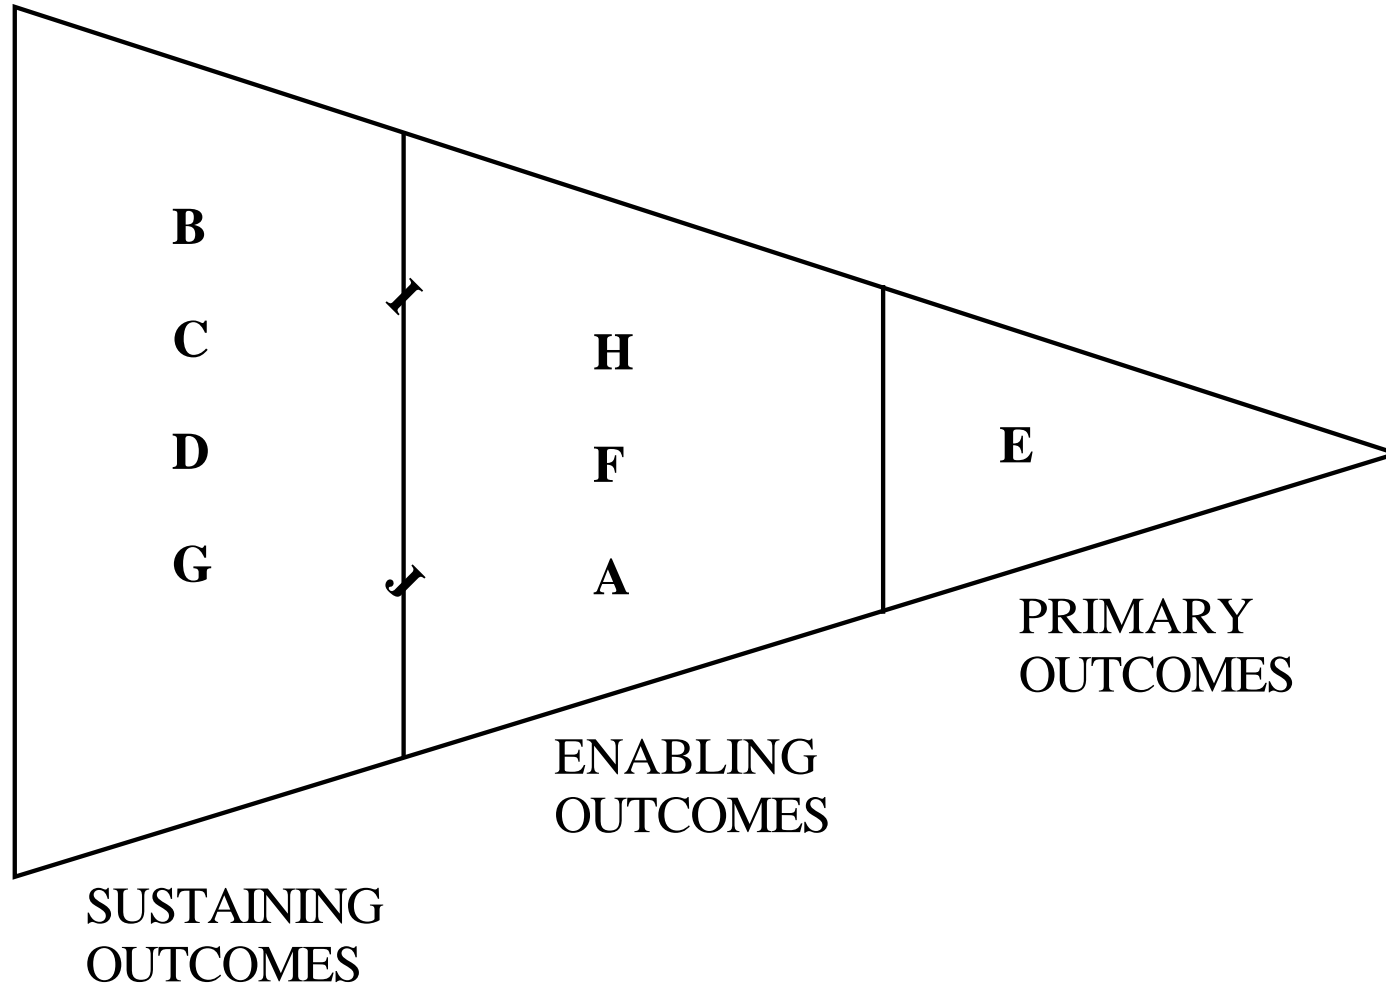 B
C
D
G
I
J
H
F
A
E
PRIMARY
OUTCOMES
ENABLING
OUTCOMES
SUSTAINING
OUTCOMES